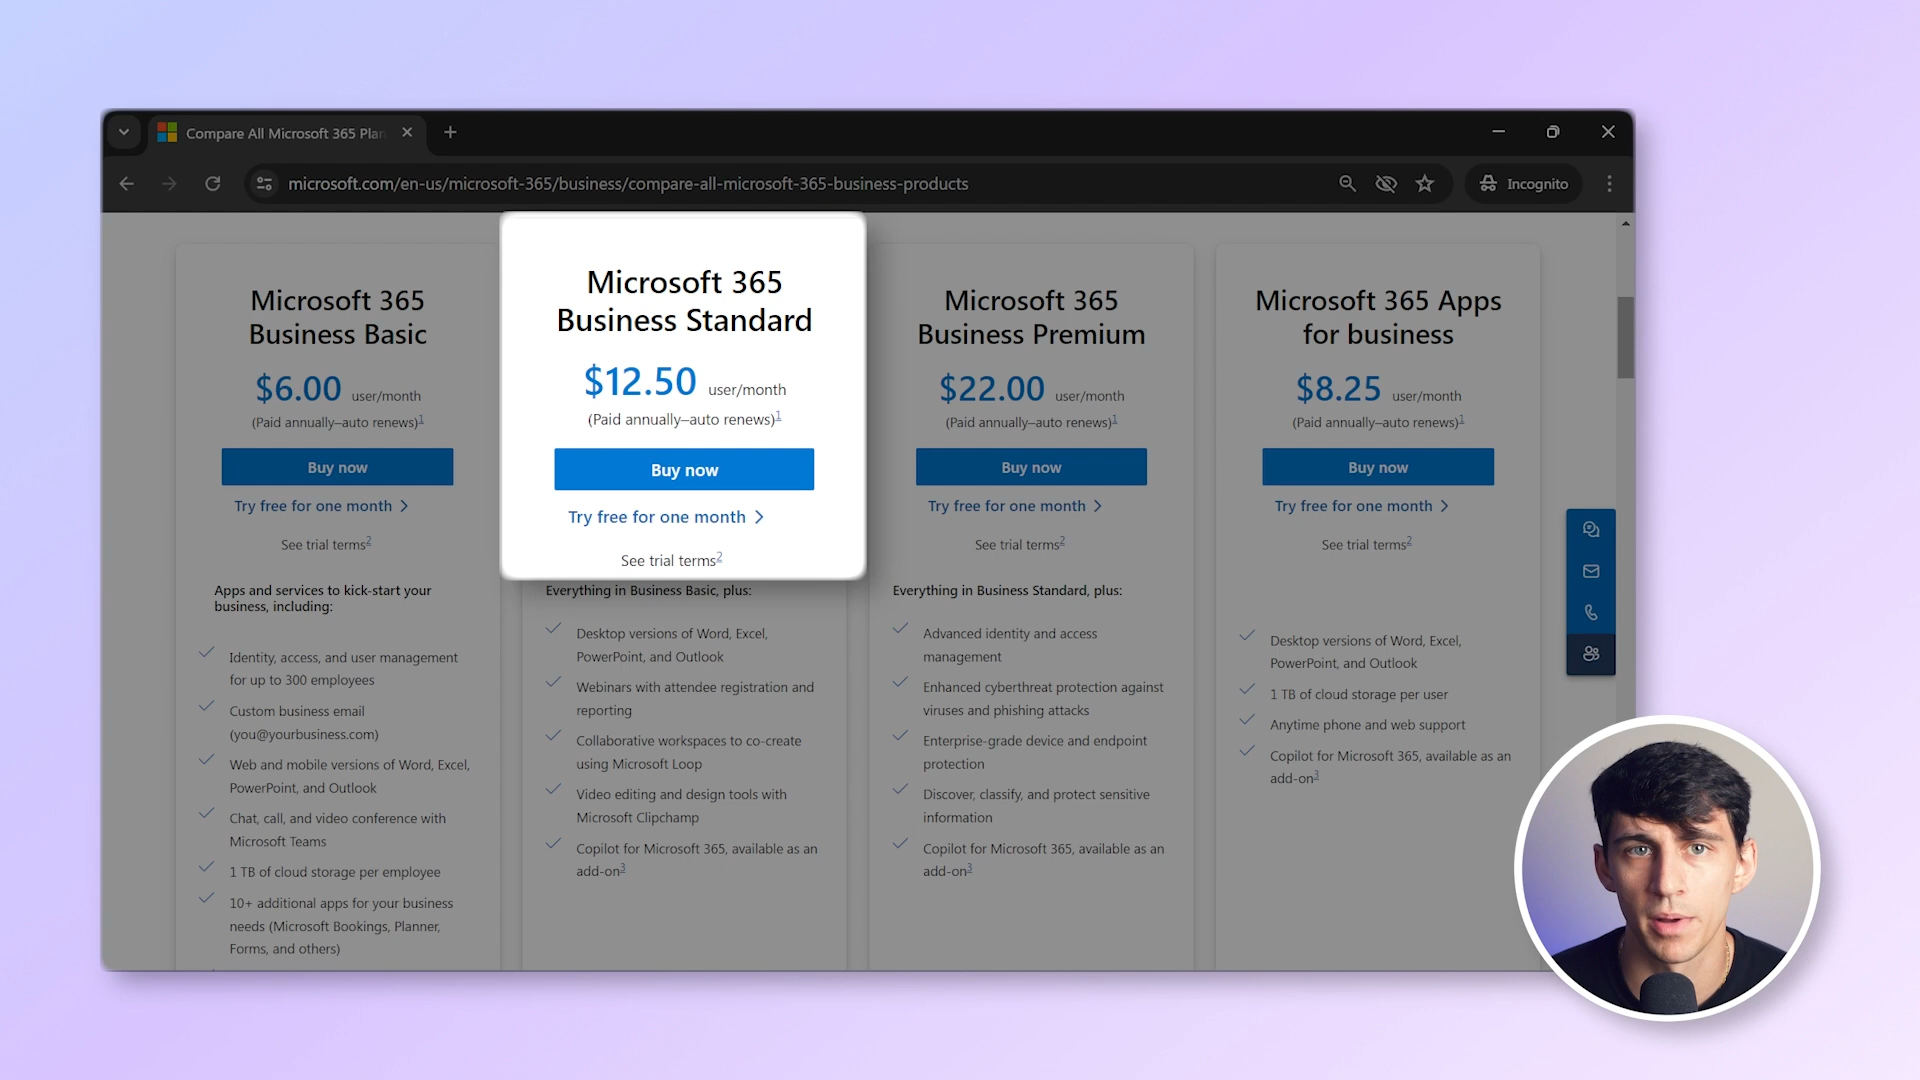 Compare All Microsoft 365 Plan
microsoft.com/en-us/microsoft-365/business/compare-all-microsoft-365-business-products
Incognito
Microsoft 365
Business Basic
$6.00 user/month
(Paid annually–auto renews)1
Buy now
Try free for one month
See trial terms2
Apps and services to kick-start your
business, including:
Identity, access, and user management
for up to 300 employees
Custom business email
(you@yourbusiness.com)
Web and mobile versions of Word, Excel,
PowerPoint, and Outlook
Chat, call, and video conference with
Microsoft Teams
1 TB of cloud storage per employee
10+ additional apps for your business
needs (Microsoft Bookings, Planner,
Forms, and others)
Microsoft 365
Business Standard
$12.50 user/month
(Paid annually–auto renews)1
Buy now
Try free for one month
See trial terms2
Everything in Business Basic, plus:
Desktop versions of Word, Excel,
PowerPoint, and Outlook
Webinars with attendee registration and
reporting
Collaborative workspaces to co-create
using Microsoft Loop
Video editing and design tools with
Microsoft Clipchamp
Copilot for Microsoft 365, available as an
add-on3
Microsoft 365
Business Premium
$22.00 user/month
(Paid annually–auto renews)1
Buy now
Try free for one month
See trial terms2
Everything in Business Standard, plus:
Advanced identity and access
management
Enhanced cyberthreat protection against
viruses and phishing attacks
Enterprise-grade device and endpoint
protection
Discover, classify, and protect sensitive
information
Copilot for Microsoft 365, available as an
add-on3
Microsoft 365 Apps
for business
$8.25 user/month
(Paid annually–auto renews)1
Buy now
Try free for one month
See trial terms2
Desktop versions of Word, Excel,
PowerPoint, and Outlook
1 TB of cloud storage per user
Anytime phone and web support
Copilot for Microsoft 365, available as an
add-on3